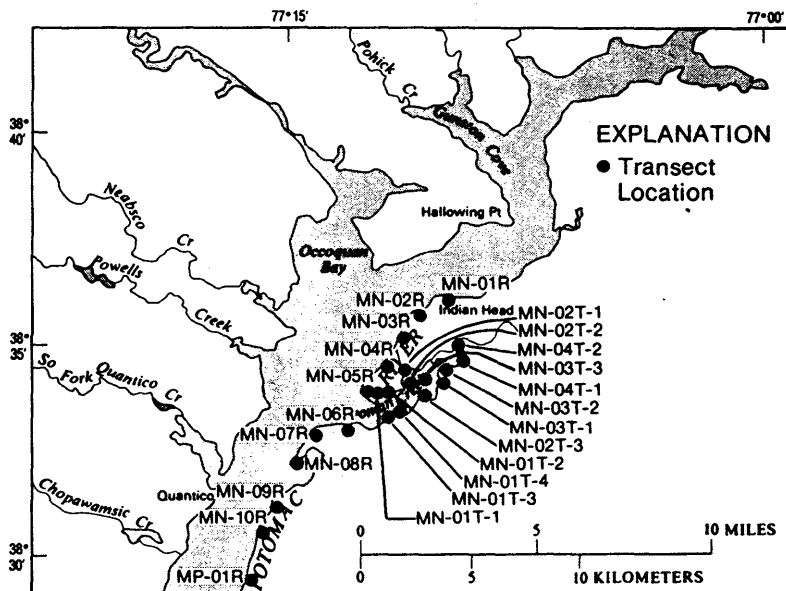 77°15'
77°00'
38°
40'
Pohick Cr
Gunston Cove
EXPLANATION
Transect
Location
Neabsco Cr
Hallowing Pt
Occoquan
Bay
Powells
Creek
MN-01R
MN-02R
Indian Head
MN-03R
MN-02T-1
MN-02T-2
38°
35'
MN-04R
RIVER
MN-04T-2
MN-03T-3
So Fork
Quantico Cr
MN-05R
MN-04T-1
MN-03T-2
MN-06R
MN-03T-1
MN-07R
MN-02T-3
MN-08R
MN-01T-2
MN-01T-4
Quantico
MN-09R
MN-01T-3
Chopawamsic Cr
MN-10R
MN-01T-1
POTOMAC
0 5 10 MILES
38°
30'
MP-01R
0 5 10 KILOMETERS